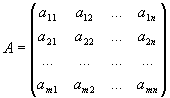 A = ( a₁₁ a₁₂ ... a₁ₙ
a₂₁ a₂₂ ... a₂ₙ
... ... ... ...
aₘ₁ aₘ₂ ... aₘₙ )